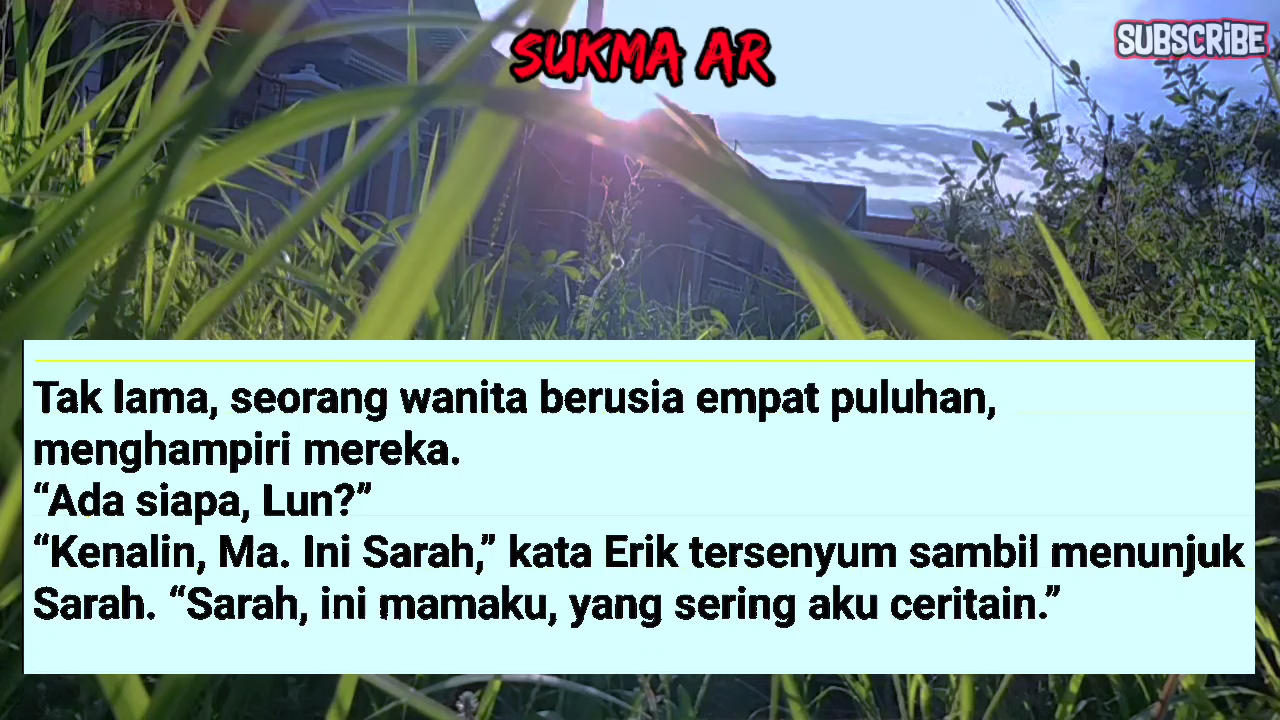 SUKMA AR
SUBSCRiBE
Tak lama, seorang wanita berusia empat puluhan,
menghampiri mereka.
“Ada siapa, Lun?”
“Kenalin, Ma. Ini Sarah,” kata Erik tersenyum sambil menunjuk
Sarah. “Sarah, ini mamaku, yang sering aku ceritain.”